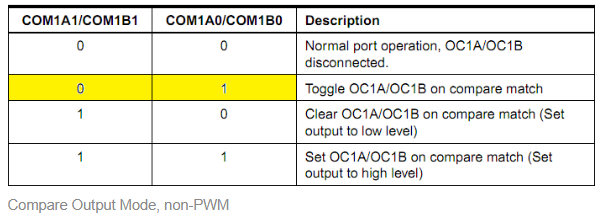 COM1A1/COM1B1 COM1A0/COM1B0 Description
0 0 Normal port operation, OC1A/OC1B
disconnected.
0 1 Toggle OC1A/OC1B on compare match
1 0 Clear OC1A/OC1B on compare match (Set
output to low level)
1 1 Set OC1A/OC1B on compare match (Set
output to high level)
Compare Output Mode, non-PWM